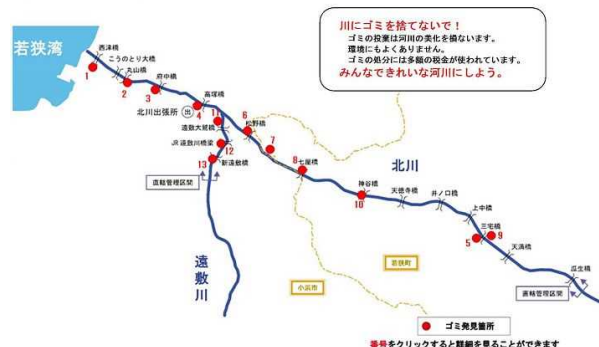 川にゴミを捨てないで！
ゴミの投棄は河川の美化を損ないます。
環境にもよくありません。
ゴミの処分には多額の税金が使われています。
みんなできれいな河川にしよう。
若狭湾
西津橋
こうのとり大橋
丸山橋
府中橋
高塚橋
1
2
3
4
北川出張所
出
11
遠敷大橋
6
松野橋
7
JR遠敷川橋梁
12
13
新遠敷橋
直轄管理区間
8
七屋橋
北川
神谷橋
10
天徳寺橋
井ノ口橋
上中橋
三宅橋
5
9
天満橋
瓜生橋
直轄管理区間
遠敷川
若狭町
小浜市
ゴミ発見箇所
番号をクリックすると詳細を見ることができます